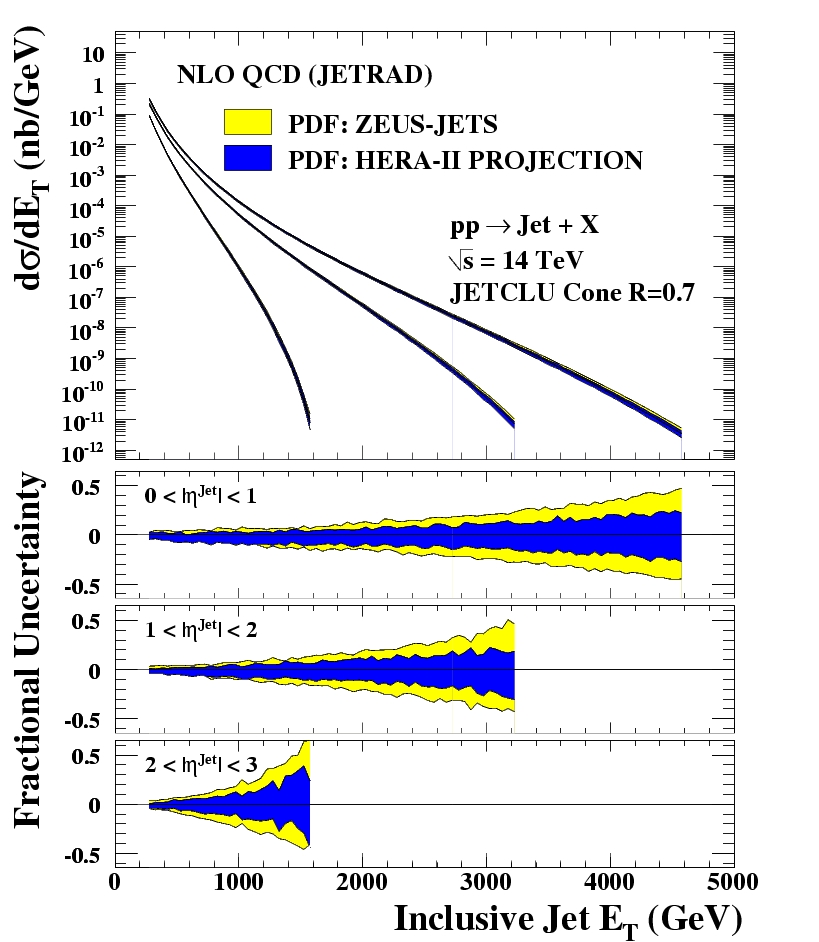 dσ/dE_T (nb/GeV)
10
1
10^-1
10^-2
10^-3
10^-4
10^-5
10^-6
10^-7
10^-8
10^-9
10^-10
10^-11
10^-12
NLO QCD (JETRAD)
PDF: ZEUS-JETS
PDF: HERA-II PROJECTION
pp → Jet + X
√s = 14 TeV
JETCLU Cone R=0.7
Fractional Uncertainty
0.5
0
-0.5
0 < |η^Jet| < 1
0.5
0
-0.5
1 < |η^Jet| < 2
0.5
0
-0.5
2 < |η^Jet| < 3
0 1000 2000 3000 4000 5000
Inclusive Jet E_T (GeV)